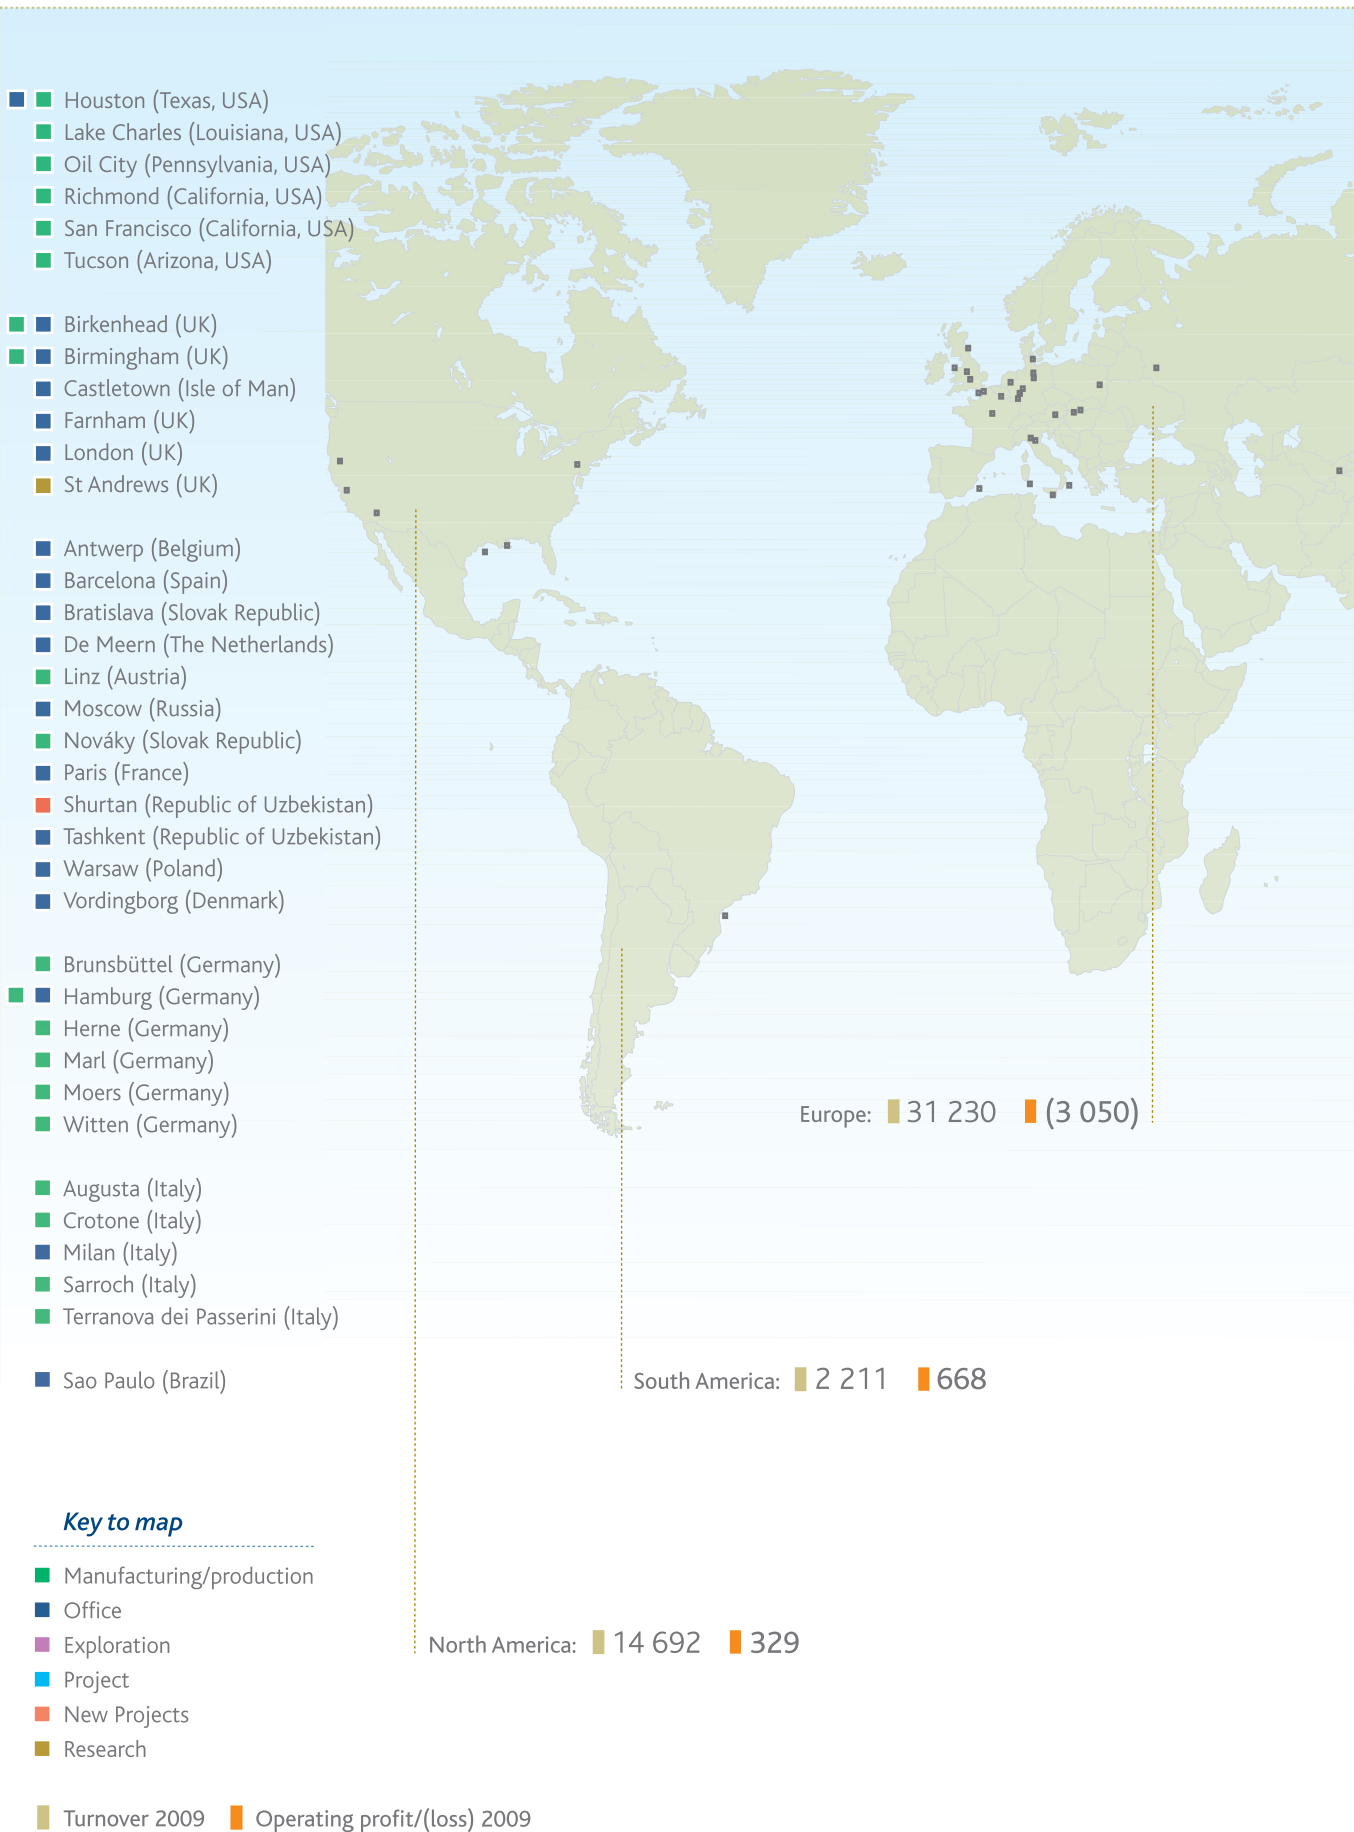 Houston (Texas, USA)
Lake Charles (Louisiana, USA)
Oil City (Pennsylvania, USA)
Richmond (California, USA)
San Francisco (California, USA)
Tucson (Arizona, USA)
Birkenhead (UK)
Birmingham (UK)
Castletown (Isle of Man)
Farnham (UK)
London (UK)
St Andrews (UK)
Antwerp (Belgium)
Barcelona (Spain)
Bratislava (Slovak Republic)
De Meern (The Netherlands)
Linz (Austria)
Moscow (Russia)
Nováky (Slovak Republic)
Paris (France)
Shurtan (Republic of Uzbekistan)
Tashkent (Republic of Uzbekistan)
Warsaw (Poland)
Vordingborg (Denmark)
Brunsbüttel (Germany)
Hamburg (Germany)
Herne (Germany)
Marl (Germany)
Moers (Germany)
Witten (Germany)
Europe: 31 230 (3 050)
Augusta (Italy)
Crotone (Italy)
Milan (Italy)
Sarroch (Italy)
Terranova dei Passerini (Italy)
Sao Paulo (Brazil)
South America: 2 211 668
Key to map
Manufacturing/production
Office
Exploration
Project
New Projects
Research
North America: 14 692 329
Turnover 2009 Operating profit/(loss) 2009